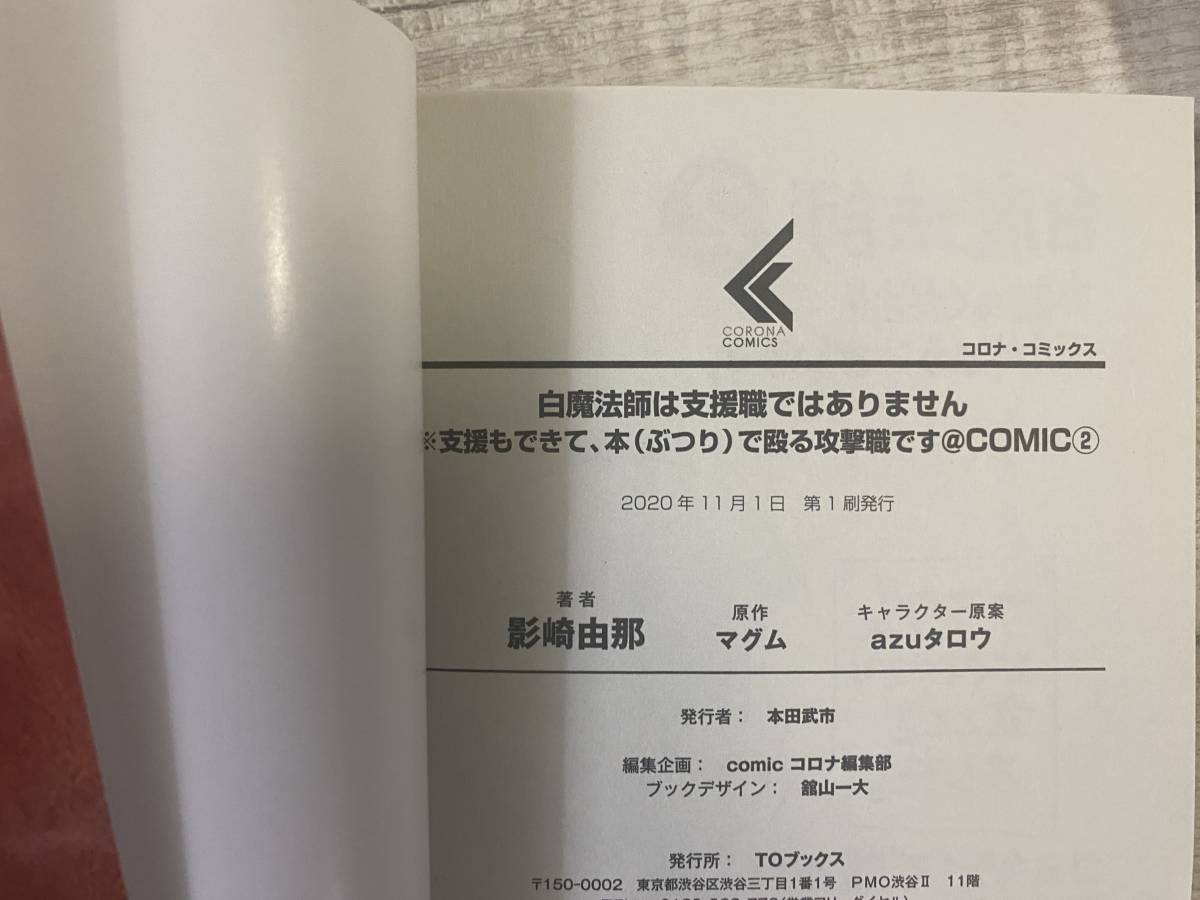 CORONA
COMICS
コロナ・コミックス
白魔法師は支援職ではありません
※支援もできて、本(ぶつり)で殴る攻撃職です@COMIC②
2020年11月1日 第1刷発行
著者
影崎由那
原作
マグム
キャラクター原案
azuタロウ
発行者: 本田武市
編集企画: comic コロナ編集部
ブックデザイン: 舘山一大
発行所: TOブックス
〒150-0002 東京都渋谷区渋谷三丁目1番1号 PMO渋谷Ⅱ 11階